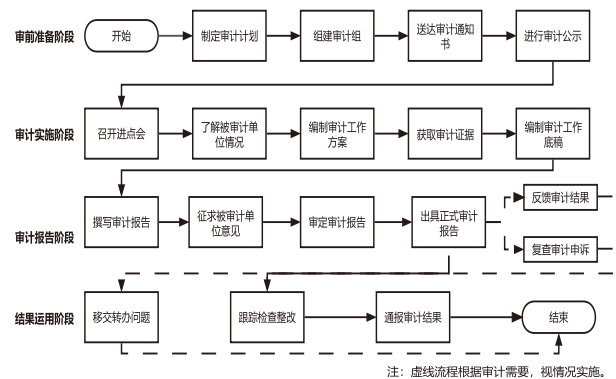 审前准备阶段
开始
制定审计计划
组建审计组
送达审计通知
书
进行审计公示
审计实施阶段
召开进点会
了解被审计单
位情况
编制审计工作
方案
获取审计证据
编制审计工作
底稿
审计报告阶段
撰写审计报告
征求被审计单
位意见
审定审计报告
出具正式审计
报告
反馈审计结果
复查审计申诉
结果运用阶段
移交转办问题
跟踪检查整改
通报审计结果
结束
注：虚线流程根据审计需要，视情况实施。